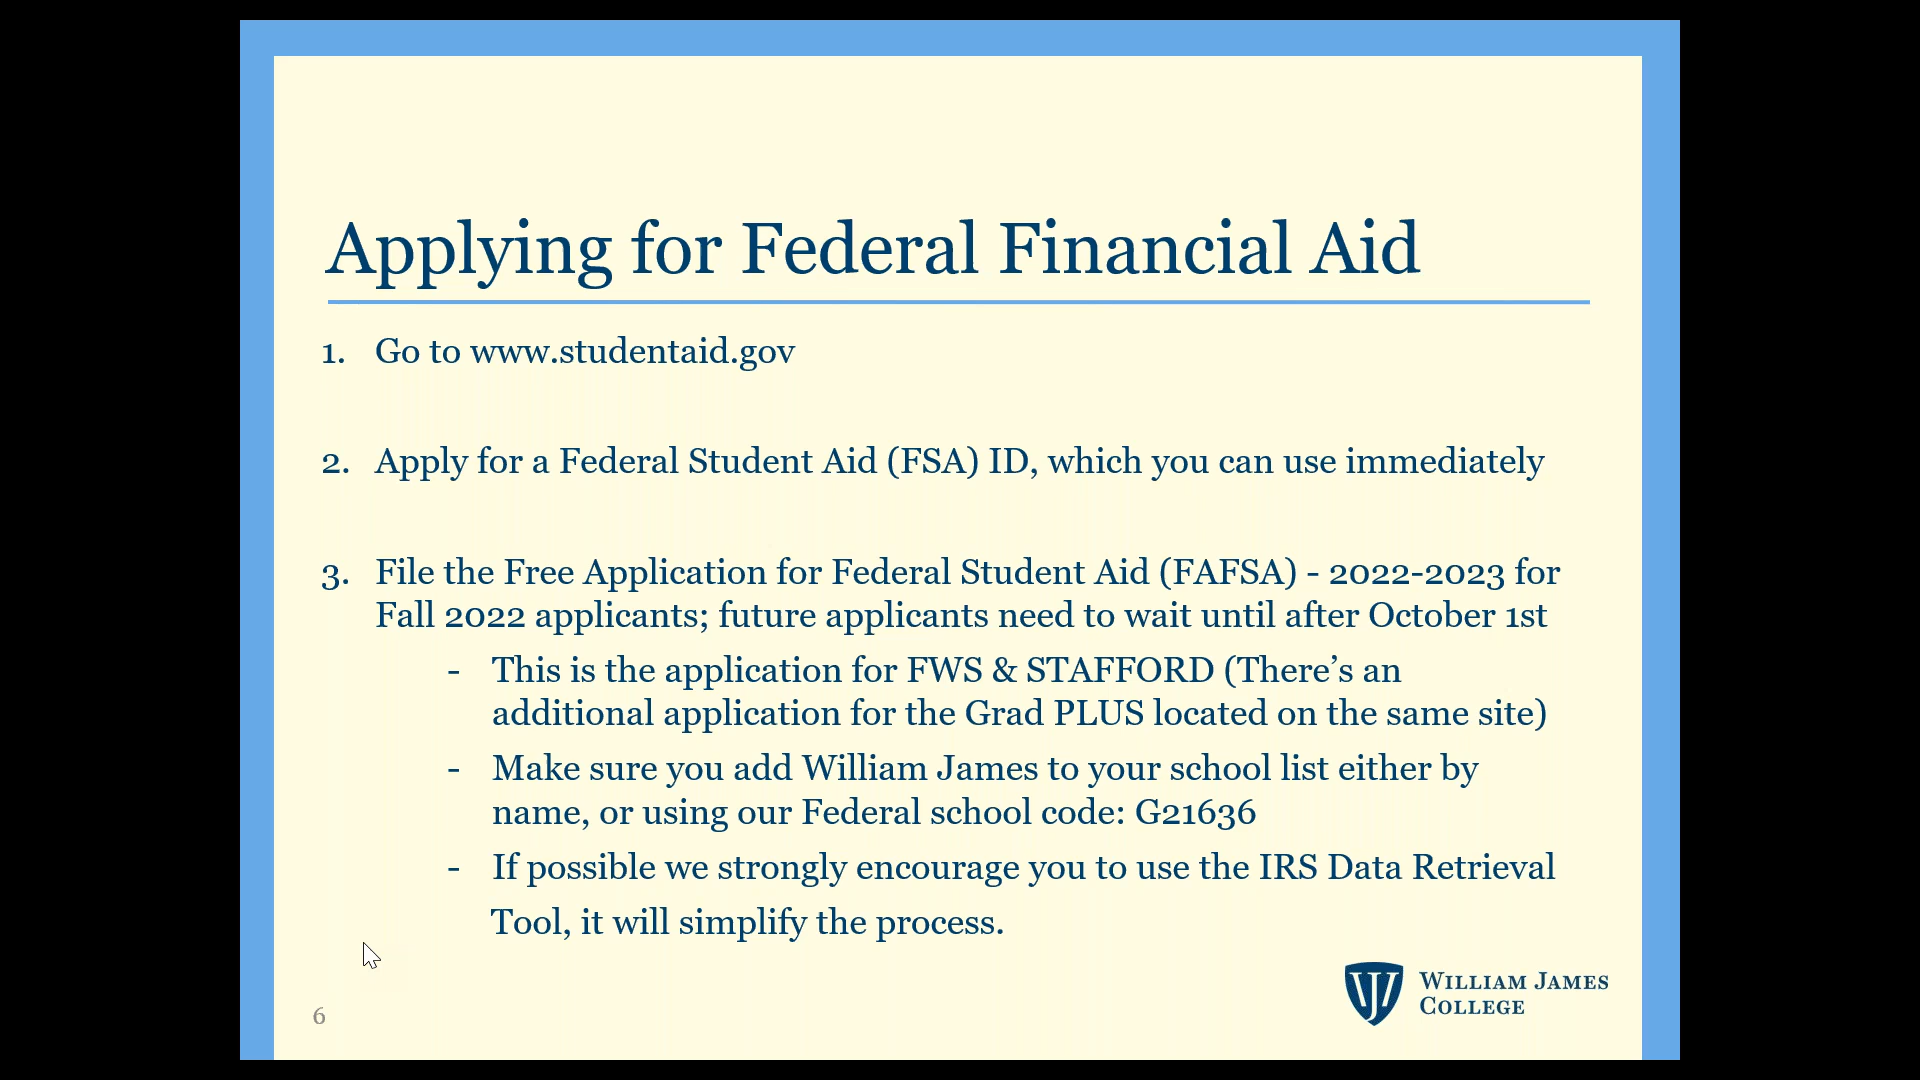 Applying for Federal Financial Aid
1. Go to www.studentaid.gov
2. Apply for a Federal Student Aid (FSA) ID, which you can use immediately
3. File the Free Application for Federal Student Aid (FAFSA) - 2022-2023 for
Fall 2022 applicants; future applicants need to wait until after October 1st
- This is the application for FWS & STAFFORD (There’s an
additional application for the Grad PLUS located on the same site)
- Make sure you add William James to your school list either by
name, or using our Federal school code: G21636
- If possible we strongly encourage you to use the IRS Data Retrieval
Tool, it will simplify the process.
WJ
WILLIAM JAMES
COLLEGE
6